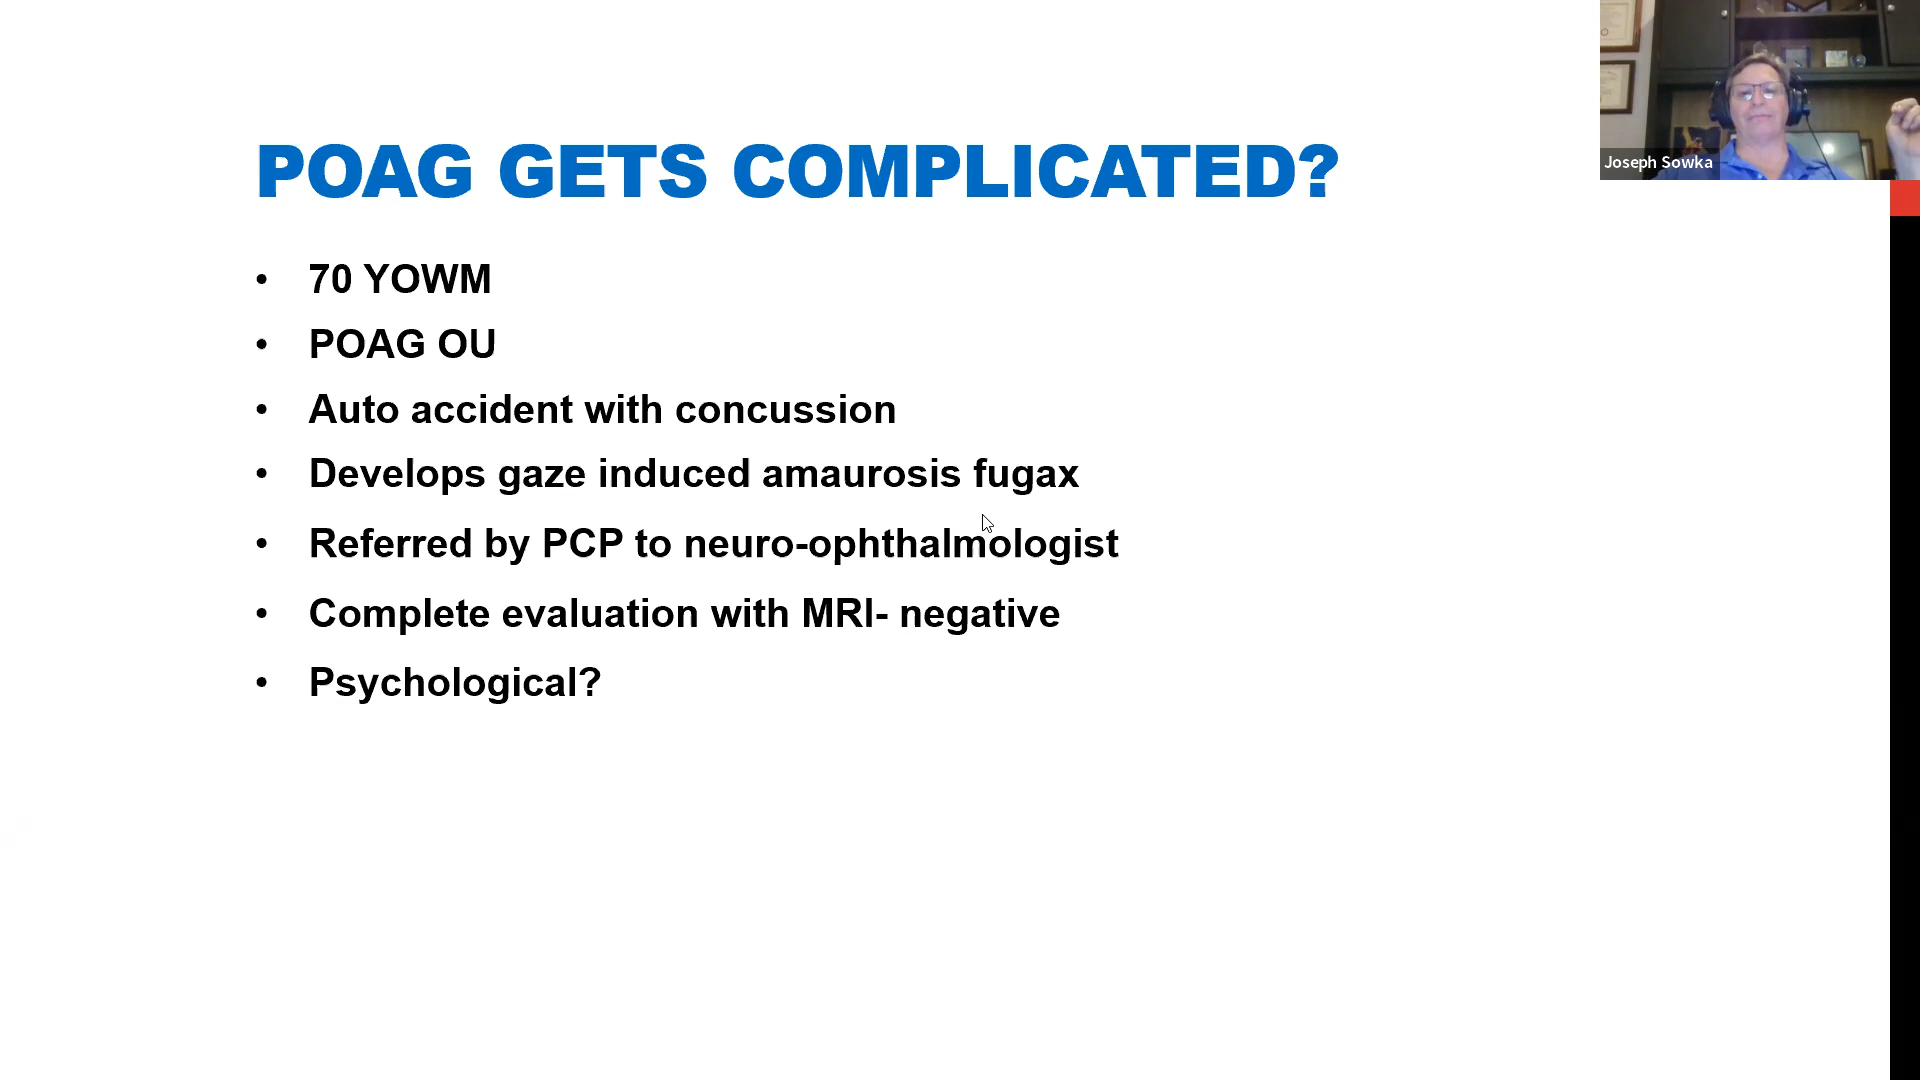 POAG GETS COMPLICATED?
• 70 YOWM
• POAG OU
• Auto accident with concussion
• Develops gaze induced amaurosis fugax
• Referred by PCP to neuro-ophthalmologist
• Complete evaluation with MRI- negative
• Psychological?
Joseph Sowka